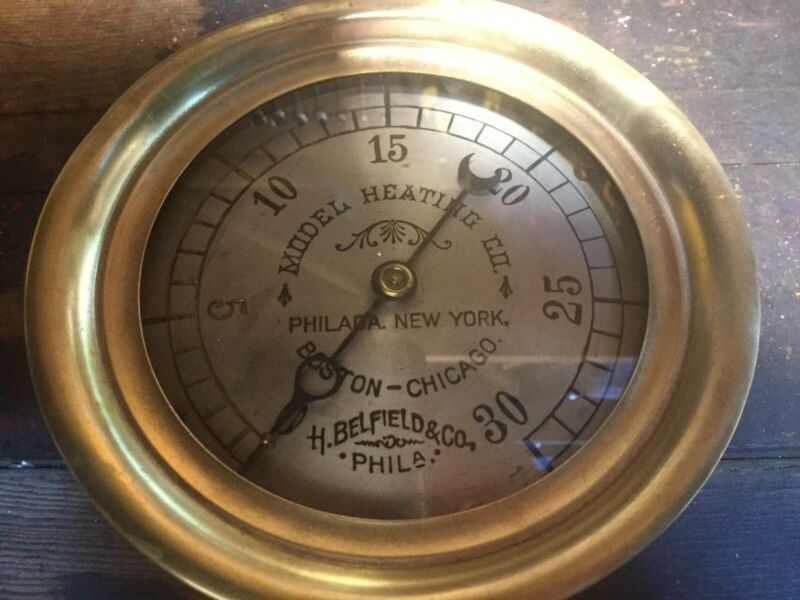 5
10
15
20
25
30
MODEL HEATING CO.
PHILADA. NEW YORK,
BOSTON-CHICAGO.
H. BELFIELD & CO,
PHILA.